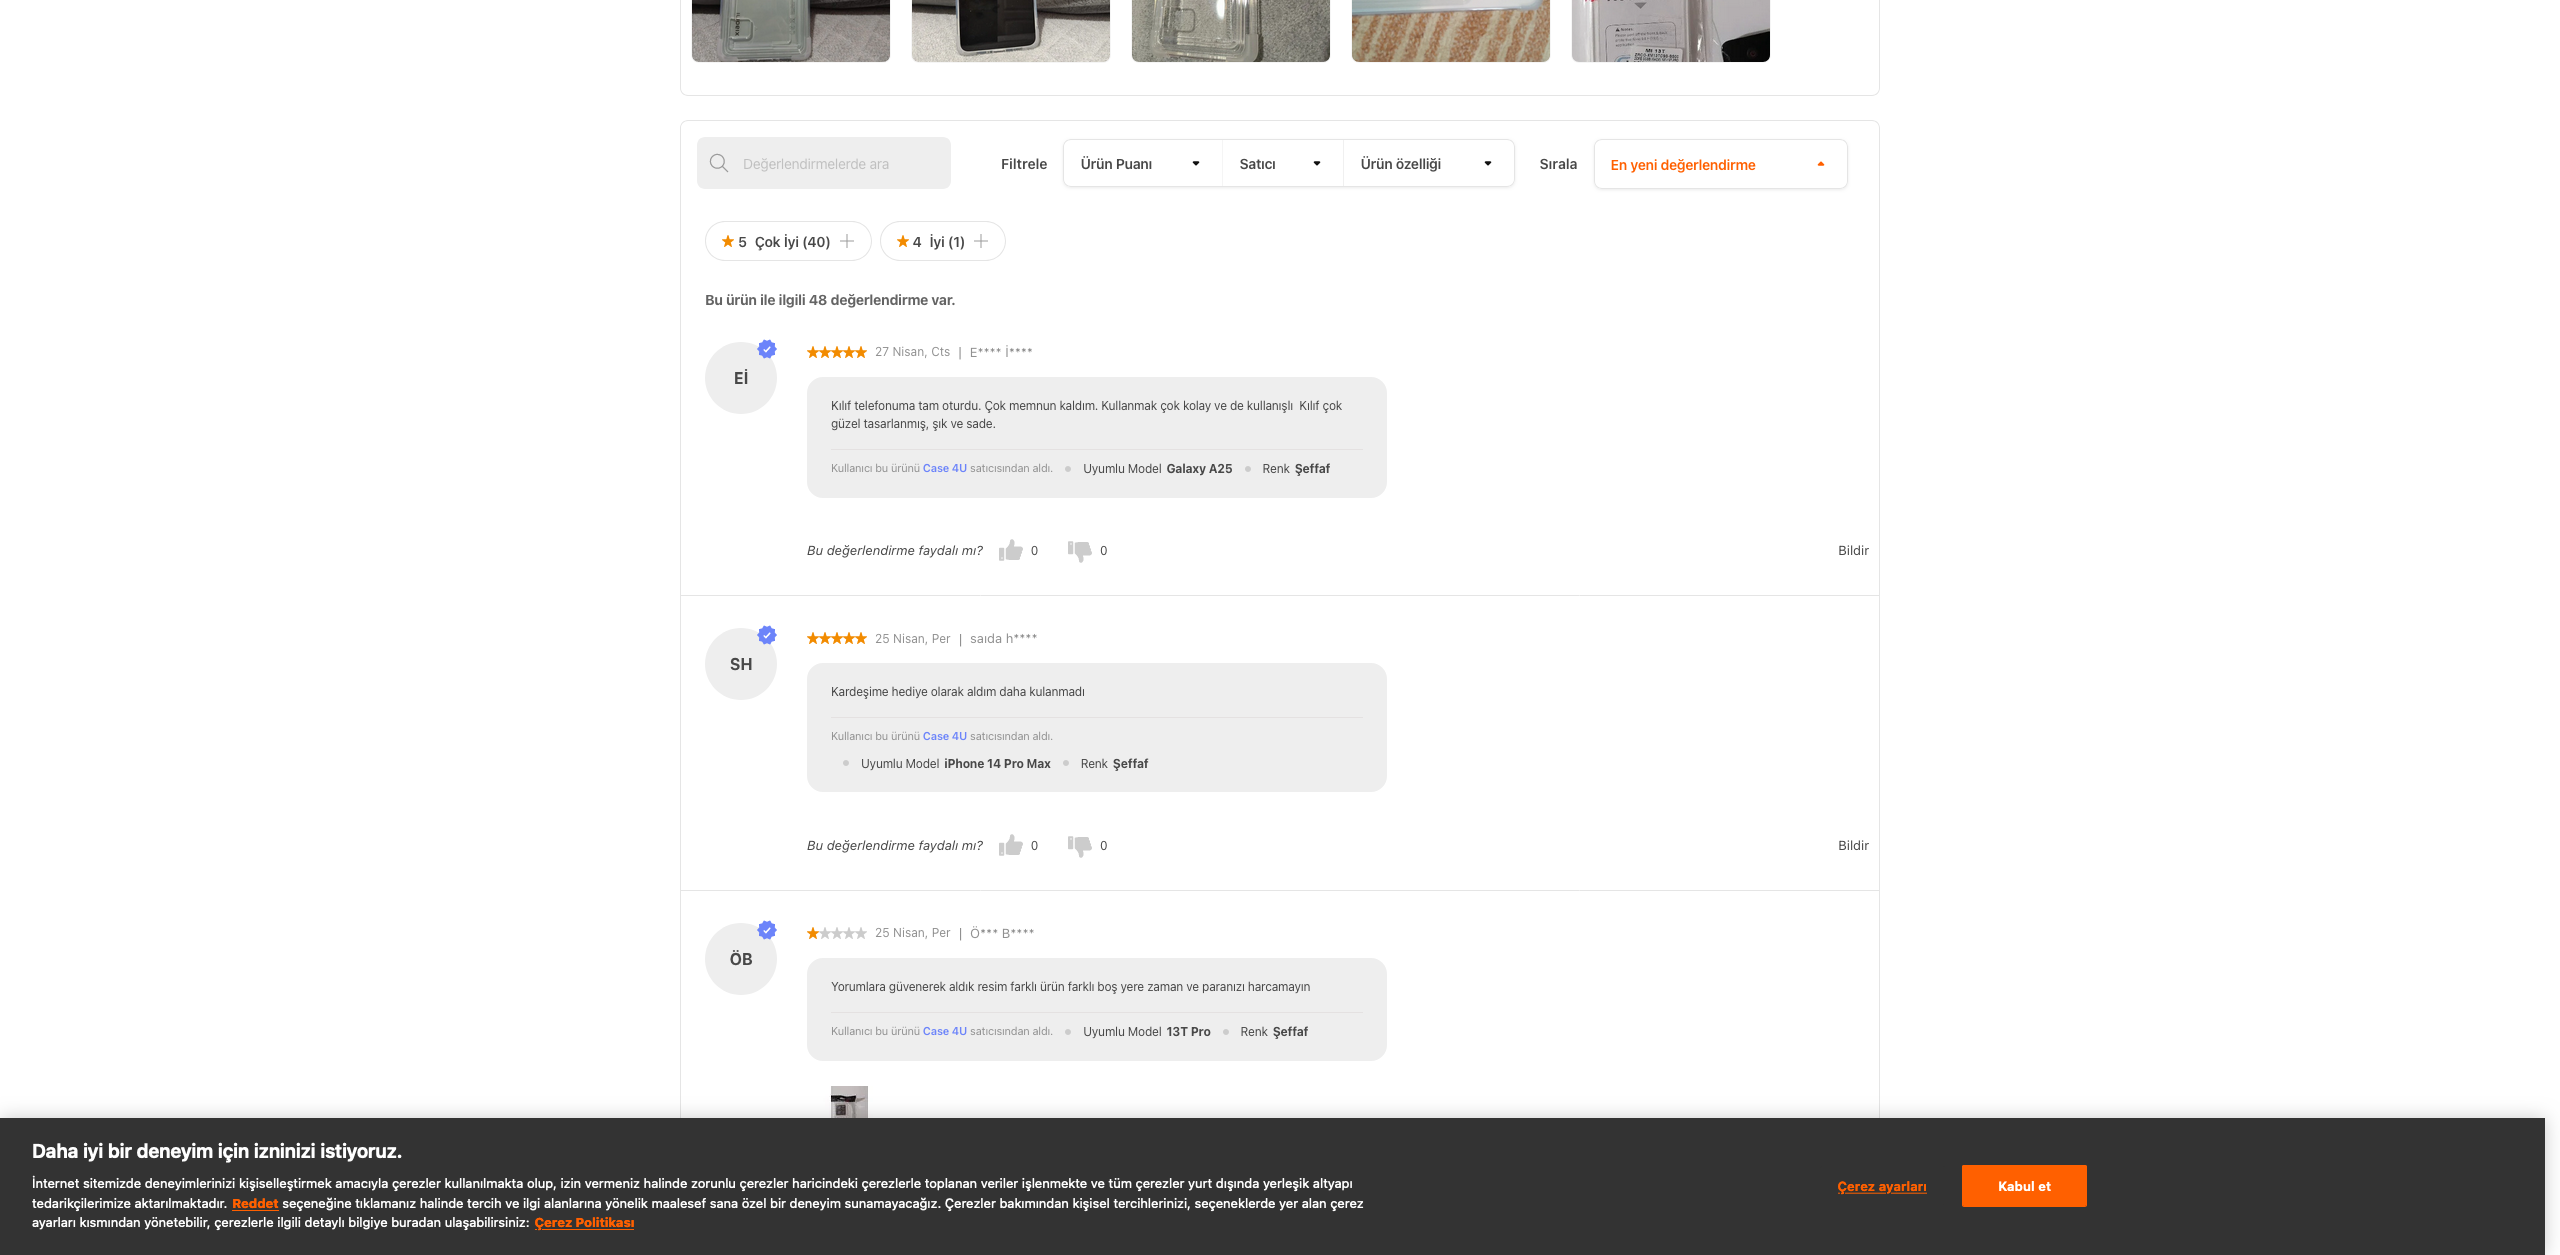 Mi 13T
Değerlendirmelerde ara
Filtrele
Ürün Puanı
Satıcı
Ürün özelliği
Sırala
En yeni değerlendirme
5 Çok İyi (40)
4 İyi (1)
Bu ürün ile ilgili 48 değerlendirme var.
Eİ
27 Nisan, Cts | E**** İ****
Kılıf telefonuma tam oturdu. Çok memnun kaldım. Kullanmak çok kolay ve de kullanışlı  Kılıf çok
güzel tasarlanmış, şık ve sade.
Kullanıcı bu ürünü Case 4U satıcısından aldı. Uyumlu Model Galaxy A25 Renk Şeffaf
Bu değerlendirme faydalı mı? 0 0
Bildir
SH
25 Nisan, Per | saıda h****
Kardeşime hediye olarak aldım daha kulanmadı
Kullanıcı bu ürünü Case 4U satıcısından aldı.
Uyumlu Model iPhone 14 Pro Max Renk Şeffaf
Bu değerlendirme faydalı mı? 0 0
Bildir
ÖB
25 Nisan, Per | Ö*** B****
Yorumlara güvenerek aldık resim farklı ürün farklı boş yere zaman ve paranızı harcamayın
Kullanıcı bu ürünü Case 4U satıcısından aldı. Uyumlu Model 13T Pro Renk Şeffaf
Daha iyi bir deneyim için izninizi istiyoruz.
İnternet sitemizde deneyimlerinizi kişiselleştirmek amacıyla çerezler kullanılmakta olup, izin vermeniz halinde zorunlu çerezler haricindeki çerezlerle toplanan veriler işlenmekte ve tüm çerezler yurt dışında yerleşik altyapı
tedarikçilerimize aktarılmaktadır. Reddet seçeneğine tıklamanız halinde tercih ve ilgi alanlarına yönelik maalesef sana özel bir deneyim sunamayacağız. Çerezler bakımından kişisel tercihlerinizi, seçeneklerde yer alan çerez
ayarları kısmından yönetebilir, çerezlerle ilgili detaylı bilgiye buradan ulaşabilirsiniz: Çerez Politikası
Çerez ayarları
Kabul et